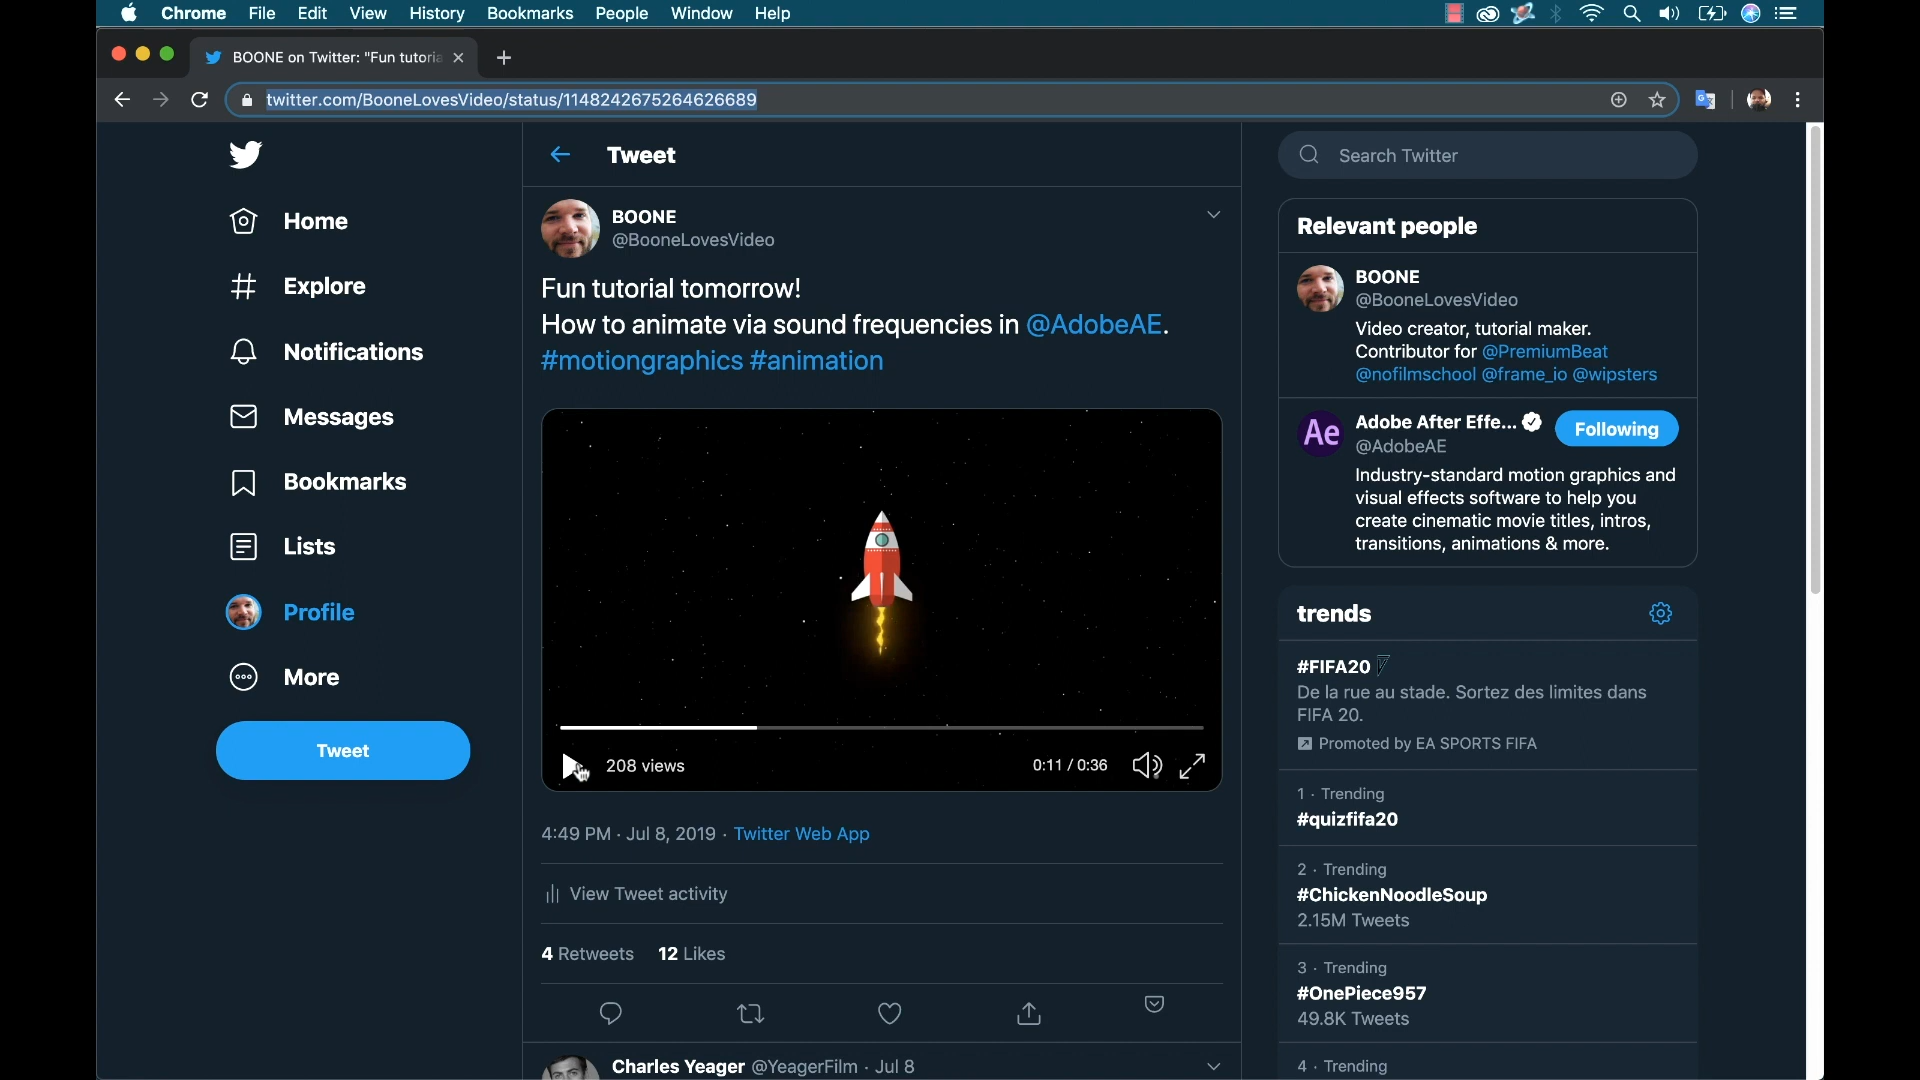 Chrome File Edit View History Bookmarks People Window Help
BOONE on Twitter: "Fun tutoria
twitter.com/BooneLovesVideo/status/1148242675264626689
Home
Explore
Notifications
Messages
Bookmarks
Lists
Profile
More
Tweet
Tweet
BOONE
@BooneLovesVideo
Fun tutorial tomorrow!
How to animate via sound frequencies in @AdobeAE.
#motiongraphics #animation
208 views
0:11 / 0:36
4:49 PM · Jul 8, 2019 · Twitter Web App
View Tweet activity
4 Retweets 12 Likes
Charles Yeager @YeagerFilm · Jul 8
Search Twitter
Relevant people
BOONE
@BooneLovesVideo
Video creator, tutorial maker.
Contributor for @PremiumBeat
@nofilmschool @frame_io @wipsters
Ae
Adobe After Effe...
Following
@AdobeAE
Industry-standard motion graphics and
visual effects software to help you
create cinematic movie titles, intros,
transitions, animations & more.
trends
#FIFA20
De la rue au stade. Sortez des limites dans
FIFA 20.
Promoted by EA SPORTS FIFA
1 · Trending
#quizfifa20
2 · Trending
#ChickenNoodleSoup
2.15M Tweets
3 · Trending
#OnePiece957
49.8K Tweets
4 · Trending